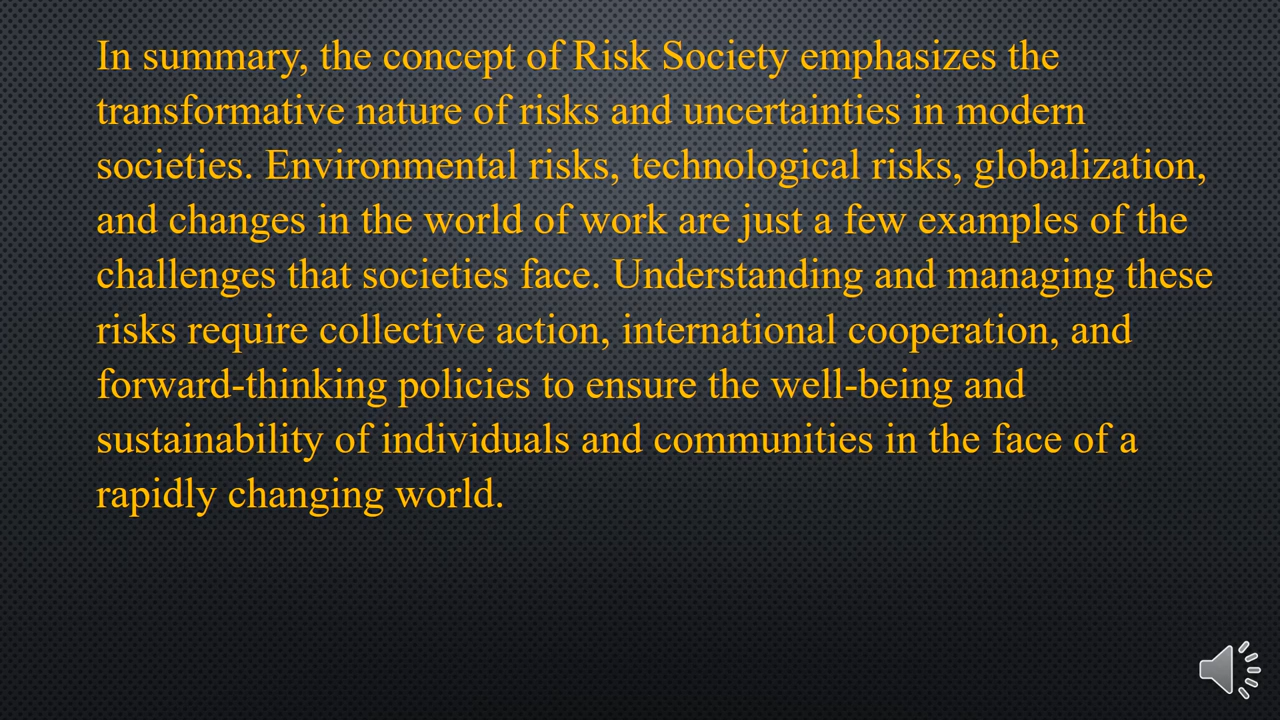 In summary, the concept of Risk Society emphasizes the
transformative nature of risks and uncertainties in modern
societies. Environmental risks, technological risks, globalization,
and changes in the world of work are just a few examples of the
challenges that societies face. Understanding and managing these
risks require collective action, international cooperation, and
forward-thinking policies to ensure the well-being and
sustainability of individuals and communities in the face of a
rapidly changing world.